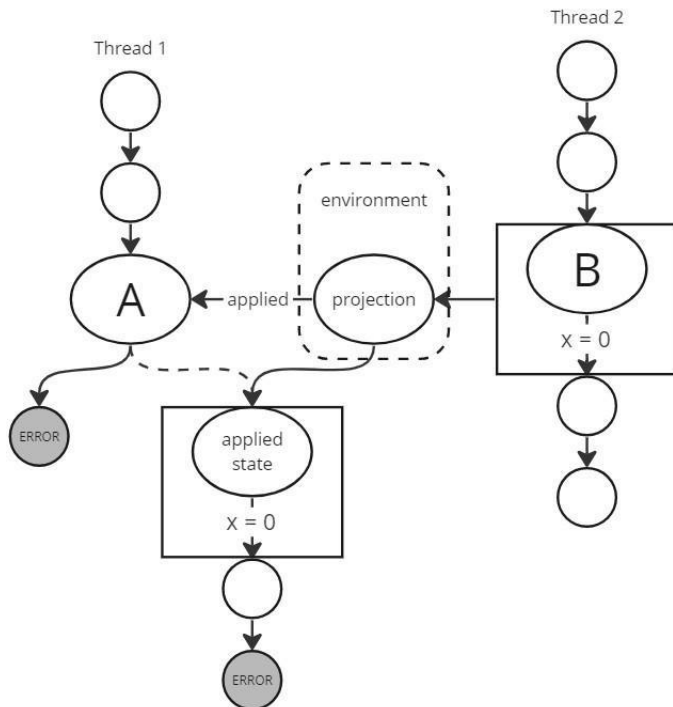 Thread 1
Thread 2
environment
A
applied
projection
B
x = 0
ERROR
applied
state
x = 0
ERROR